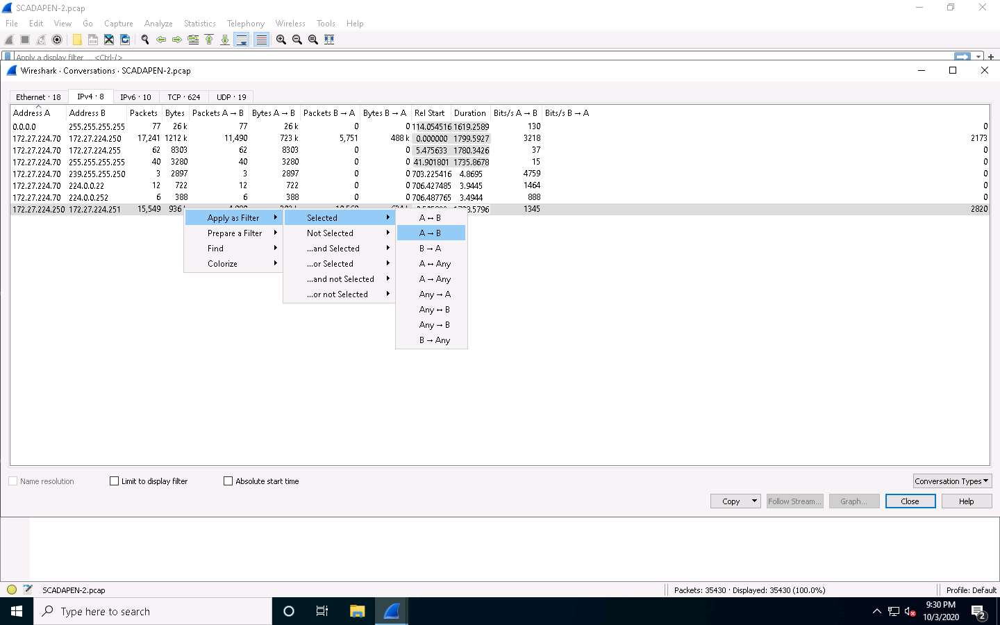 SCADAPEN-2.pcap
File Edit View Go Capture Analyze Statistics Telephony Wireless Tools Help
Apply a display filter ... <Ctrl-/>
Wireshark · Conversations · SCADAPEN-2.pcap
Ethernet · 18 IPv4 · 8 IPv6 · 10 TCP · 624 UDP · 19
Address A Address B Packets Bytes Packets A → B Bytes A → B Packets B → A Bytes B → A Rel Start Duration Bits/s A → B Bits/s B → A
0.0.0.0 255.255.255.255 77 26 k 77 26 k 0 0 114.054516 1619.2589 130 0
172.27.224.70 172.27.224.250 17,241 1212 k 11,490 723 k 5,751 488 k 0.000000 1799.5927 3218 2173
172.27.224.70 172.27.224.255 62 8303 62 8303 0 0 5.475633 1780.3426 37 0
172.27.224.70 255.255.255.255 40 3280 40 3280 0 0 41.901801 1735.8678 15 0
172.27.224.70 239.255.255.250 3 2897 3 2897 0 0 703.225416 4.8695 4759 0
172.27.224.70 224.0.0.22 12 722 12 722 0 0 706.427485 3.9445 1464 0
172.27.224.70 224.0.0.252 6 388 6 388 0 0 706.487765 3.4944 888 0
172.27.224.250 172.27.224.251 15,549 936 1345 2820
Apply as Filter Selected A ↔ B
Prepare a Filter Not Selected A → B
Find ...and Selected B → A
Colorize ...or Selected A ↔ Any
...and not Selected A → Any
...or not Selected Any → A
Any ↔ B
Any → B
B → Any
Name resolution Limit to display filter Absolute start time Conversation Types
Copy Follow Stream... Graph... Close Help
SCADAPEN-2.pcap Packets: 35430 · Displayed: 35430 (100.0%) Profile: Default
Type here to search
9:30 PM
10/3/2020
2